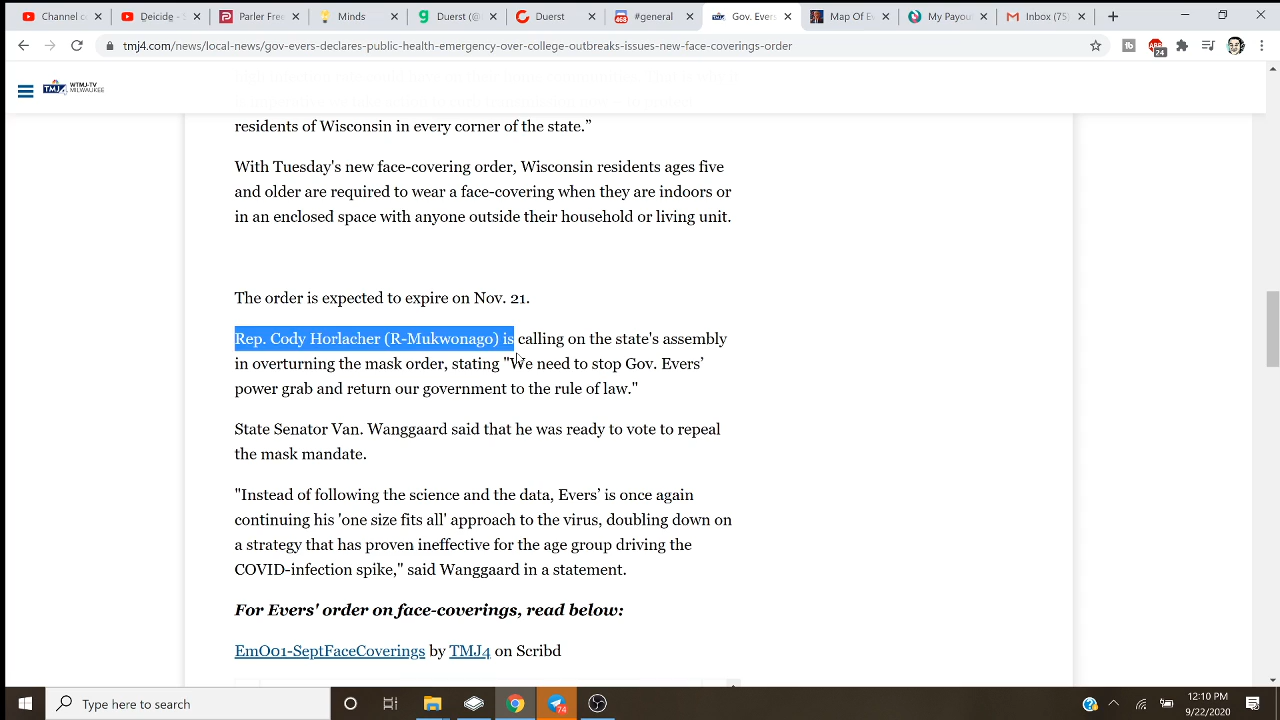 Channel c
Deicidg - S
Parler Free
Minds
Duerst (@
Duerst
#general
Gov. Evers
Map Of Ev
My Payou
Inbox (75)
tmj4.com/news/local-news/gov-evers-declares-public-health-emergency-over-college-outbreaks-issues-new-face-coverings-order
24
TMJ4 WTMJ-TV
MILWAUKEE
residents of Wisconsin in every corner of the state.”
With Tuesday's new face-covering order, Wisconsin residents ages five
and older are required to wear a face-covering when they are indoors or
in an enclosed space with anyone outside their household or living unit.
The order is expected to expire on Nov. 21.
Rep. Cody Horlacher (R-Mukwonago) is calling on the state's assembly
in overturning the mask order, stating "We need to stop Gov. Evers’
power grab and return our government to the rule of law."
State Senator Van. Wanggaard said that he was ready to vote to repeal
the mask mandate.
"Instead of following the science and the data, Evers’ is once again
continuing his 'one size fits all' approach to the virus, doubling down on
a strategy that has proven ineffective for the age group driving the
COVID-infection spike," said Wanggaard in a statement.
For Evers' order on face-coverings, read below:
EmO01-SeptFaceCoverings by TMJ4 on Scribd
Type here to search
24
12:10 PM
9/22/2020